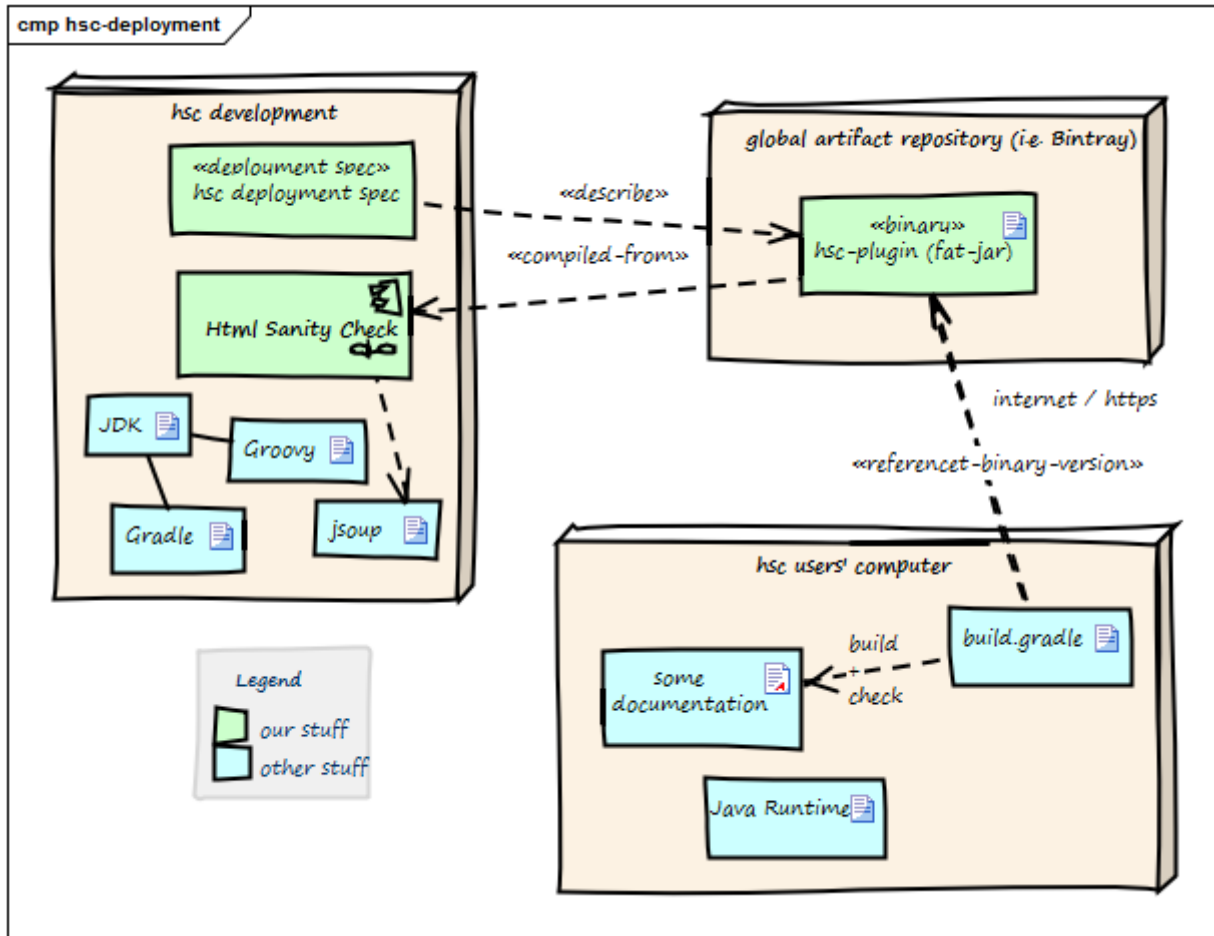 cmp hsc-deployment
hsc development
«deployment spec»
hsc deployment spec
Html Sanity Check
JDK
Groovy
Gradle
jsoup
«describe»
«compiled-from»
global artifact repository (i.e. Bintray)
«binary»
hsc-plugin (fat-jar)
internet / https
«referencet-binary-version»
hsc users' computer
build.gradle
build
+
check
some
documentation
Java Runtime
Legend
our stuff
other stuff